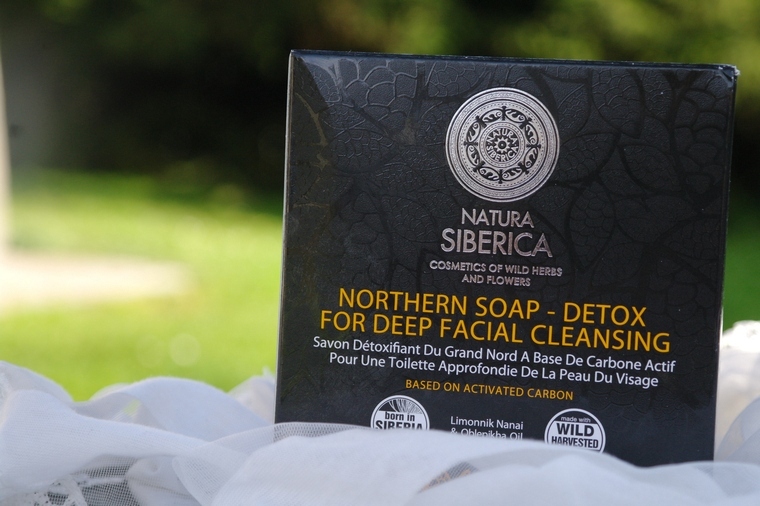 NATURA
SIBERICA
NATURA
SIBERICA
COSMETICS OF WILD HERBS
AND FLOWERS
NORTHERN SOAP - DETOX
FOR DEEP FACIAL CLEANSING
Savon Détoxifiant Du Grand Nord A Base De Carbone Actif
Pour Une Toilette Approfondie De La Peau Du Visage
BASED ON ACTIVATED CARBON
born in
SIBERIA
Limonnik Nanai
& Oblepikha Oil
made with
WILD
HARVESTED